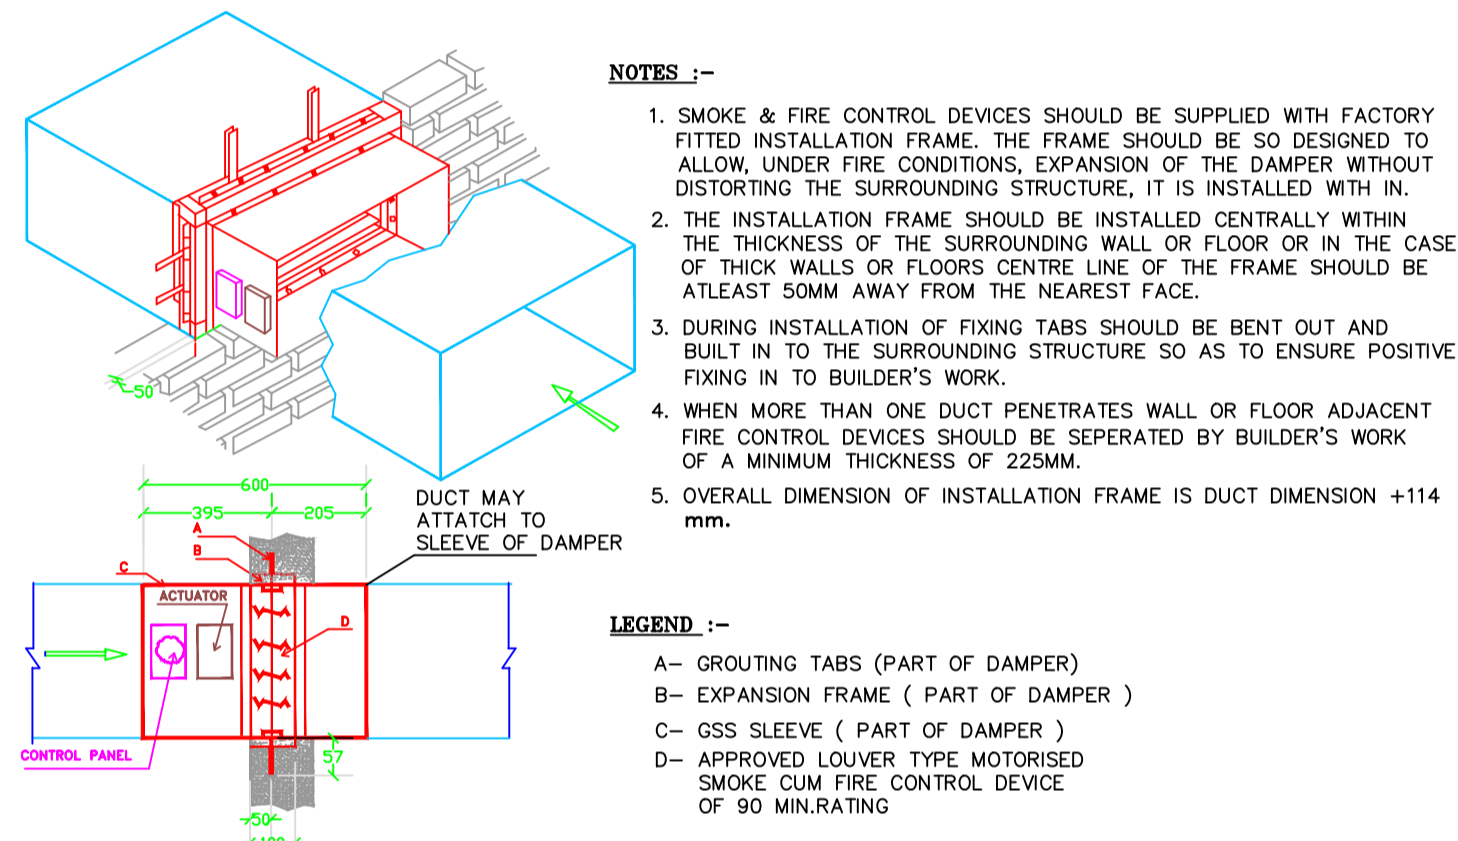 NOTES :-
1. SMOKE & FIRE CONTROL DEVICES SHOULD BE SUPPLIED WITH FACTORY
FITTED INSTALLATION FRAME. THE FRAME SHOULD BE SO DESIGNED TO
ALLOW, UNDER FIRE CONDITIONS, EXPANSION OF THE DAMPER WITHOUT
DISTORTING THE SURROUNDING STRUCTURE, IT IS INSTALLED WITH IN.
2. THE INSTALLATION FRAME SHOULD BE INSTALLED CENTRALLY WITHIN
THE THICKNESS OF THE SURROUNDING WALL OR FLOOR OR IN THE CASE
OF THICK WALLS OR FLOORS CENTRE LINE OF THE FRAME SHOULD BE
ATLEAST 50MM AWAY FROM THE NEAREST FACE.
3. DURING INSTALLATION OF FIXING TABS SHOULD BE BENT OUT AND
BUILT IN TO THE SURROUNDING STRUCTURE SO AS TO ENSURE POSITIVE
FIXING IN TO BUILDER'S WORK.
4. WHEN MORE THAN ONE DUCT PENETRATES WALL OR FLOOR ADJACENT
FIRE CONTROL DEVICES SHOULD BE SEPERATED BY BUILDER'S WORK
OF A MINIMUM THICKNESS OF 225MM.
5. OVERALL DIMENSION OF INSTALLATION FRAME IS DUCT DIMENSION +114
mm.
50
600
395
205
DUCT MAY
ATTATCH TO
SLEEVE OF DAMPER
A
B
C
ACTUATOR
D
CONTROL PANEL
57
50
LEGEND :-
A- GROUTING TABS (PART OF DAMPER)
B- EXPANSION FRAME ( PART OF DAMPER )
C- GSS SLEEVE ( PART OF DAMPER )
D- APPROVED LOUVER TYPE MOTORISED
SMOKE CUM FIRE CONTROL DEVICE
OF 90 MIN.RATING